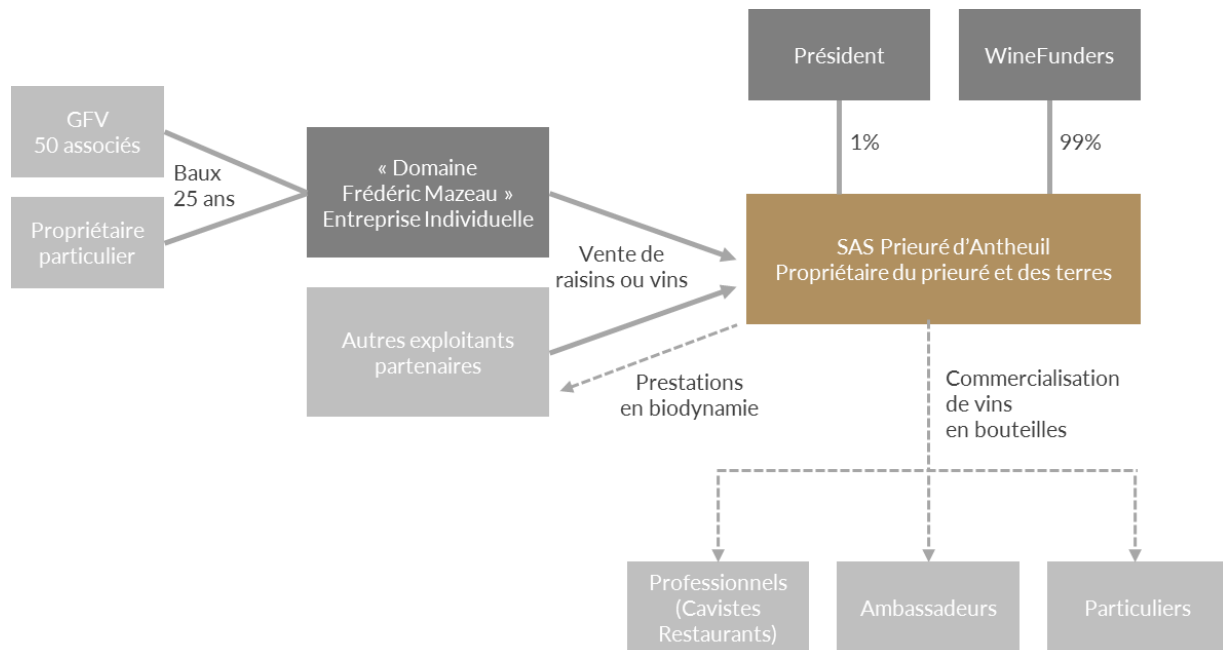 Président
WineFunders
GFV
50 associés
Baux
25 ans
Propriétaire
particulier
« Domaine
Frédéric Mazeau »
Entreprise Individuelle
1%
99%
Vente de
raisins ou vins
SAS Prieuré d'Antheuil
Propriétaire du prieuré et des terres
Autres exploitants
partenaires
Prestations
en biodynamie
Commercialisation
de vins
en bouteilles
Professionnels
(Cavistes
Restaurants)
Ambassadeurs
Particuliers